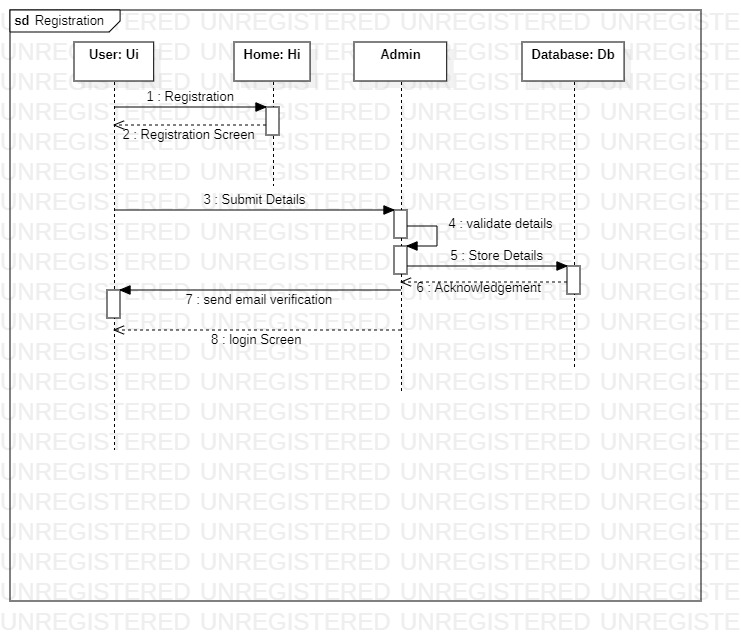 sd Registration
User: Ui Home: Hi Admin Database: Db
1 : Registration
2 : Registration Screen
3 : Submit Details
4 : validate details
5 : Store Details
6 : Acknowledgement
7 : send email verification
8 : login Screen
UNREGISTERED UNREGISTERED UNREGISTERED